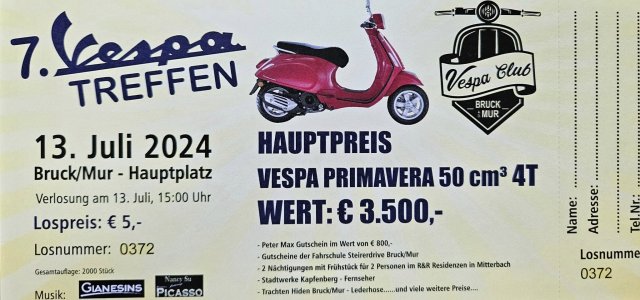 7. Vespa
TREFFEN
13. Juli 2024
Bruck/Mur - Hauptplatz
Verlosung am 13. Juli, 15:00 Uhr
Lospreis: € 5,-
Losnummer: 0372
Gesamtauflage: 2000 Stück
Musik:
GIANESINS
Nancy Su
PICASSO
HAUPTPREIS
VESPA PRIMAVERA 50 cm³ 4T
WERT: € 3.500,-
- Peter Max Gutschein im Wert von € 800,-
- Gutscheine der Fahrschule Steirerdrive Bruck/Mur
- 2 Nächtigungen mit Frühstück für 2 Personen im R&R Residenzen in Mitterbach
- Stadtwerke Kapfenberg - Fernseher
- Trachten Hiden Bruck/Mur - Lederhose......und viele weitere Preise....
Vespa Club
BRUCK
MUR
Name:
Adresse:
Tel.Nr.:
Losnummer
0372